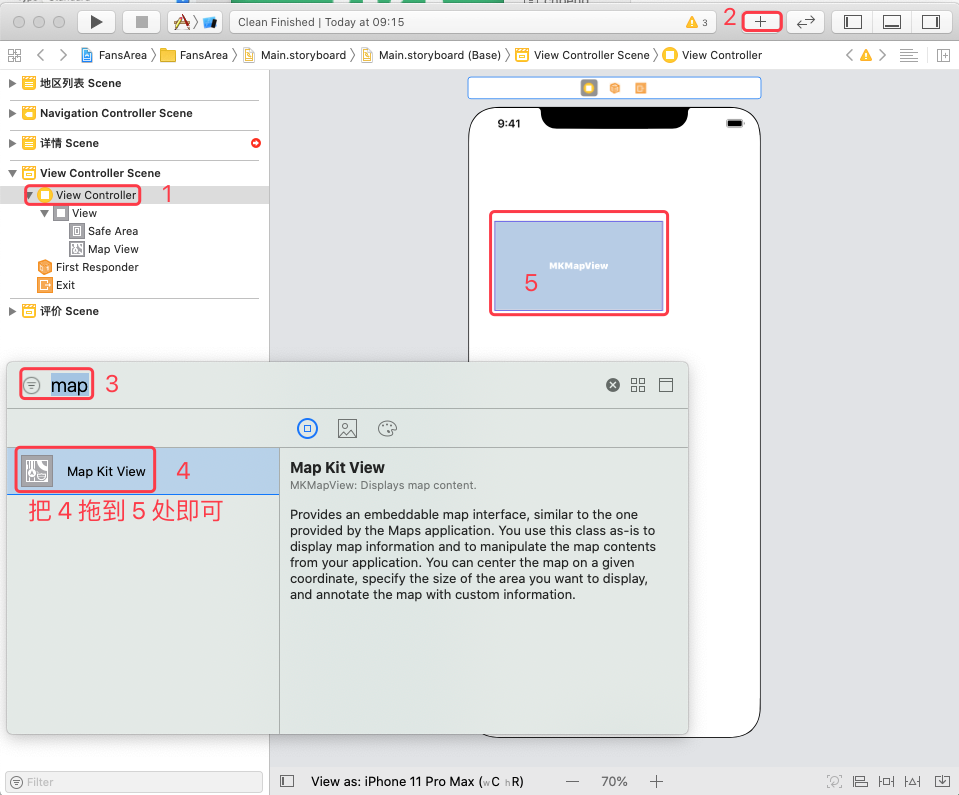 Clean Finished | Today at 09:15
3
2
FansArea
FansArea
Main.storyboard
Main.storyboard (Base)
View Controller Scene
View Controller
地区列表 Scene
Navigation Controller Scene
详情 Scene
View Controller Scene
View Controller
1
View
Safe Area
Map View
First Responder
Exit
评价 Scene
9:41
MKMapView
5
map
3
Map Kit View
4
把 4 拖到 5 处即可
Map Kit View
MKMapView: Displays map content.
Provides an embeddable map interface, similar to the one
provided by the Maps application. You use this class as-is to
display map information and to manipulate the map contents
from your application. You can center the map on a given
coordinate, specify the size of the area you want to display,
and annotate the map with custom information.
Filter
View as: iPhone 11 Pro Max (wC hR)
70%